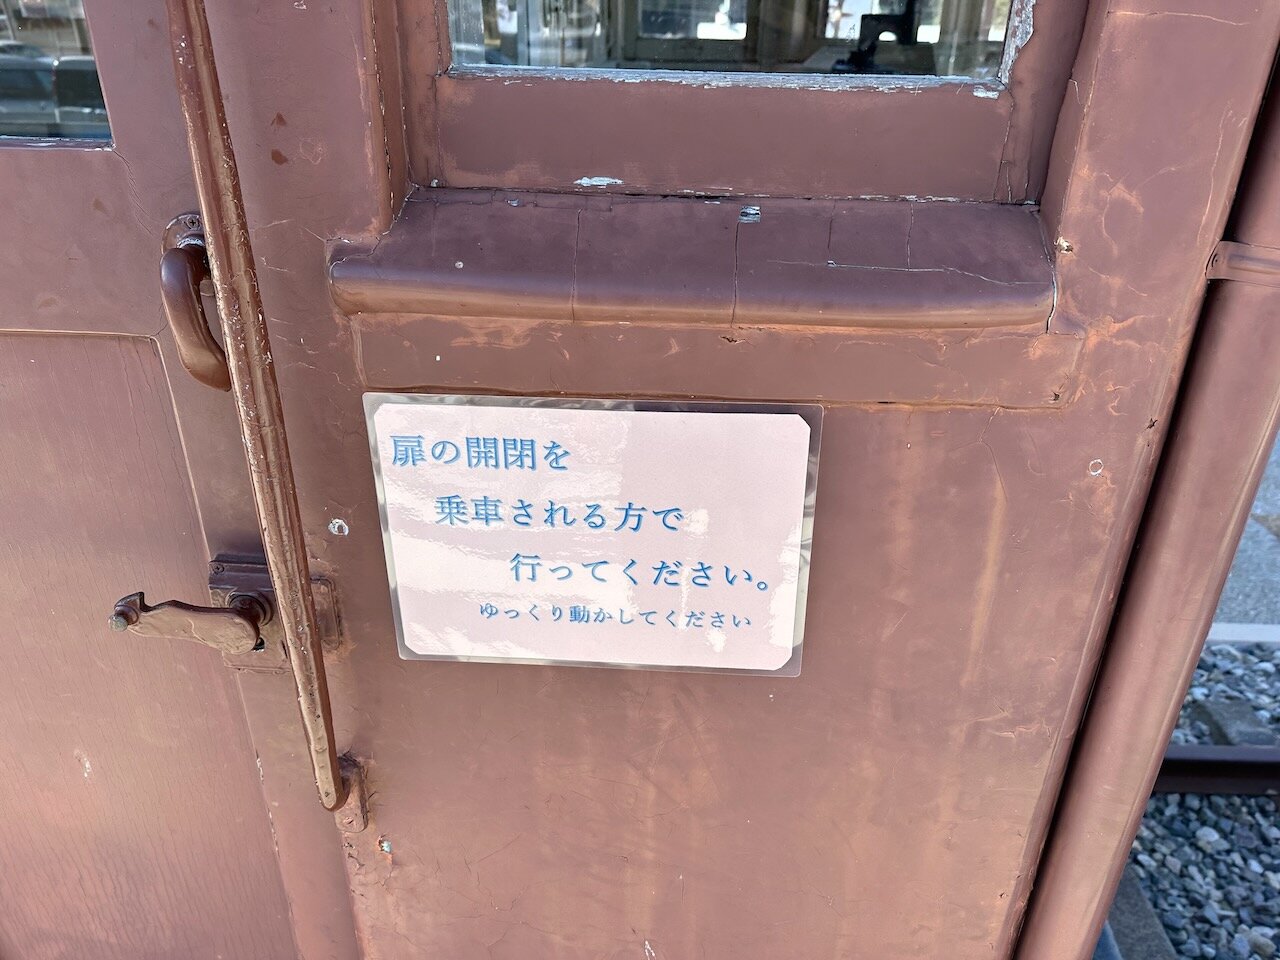 扉の開閉を
乗車される方で
行ってください。
ゆっくり動かしてください